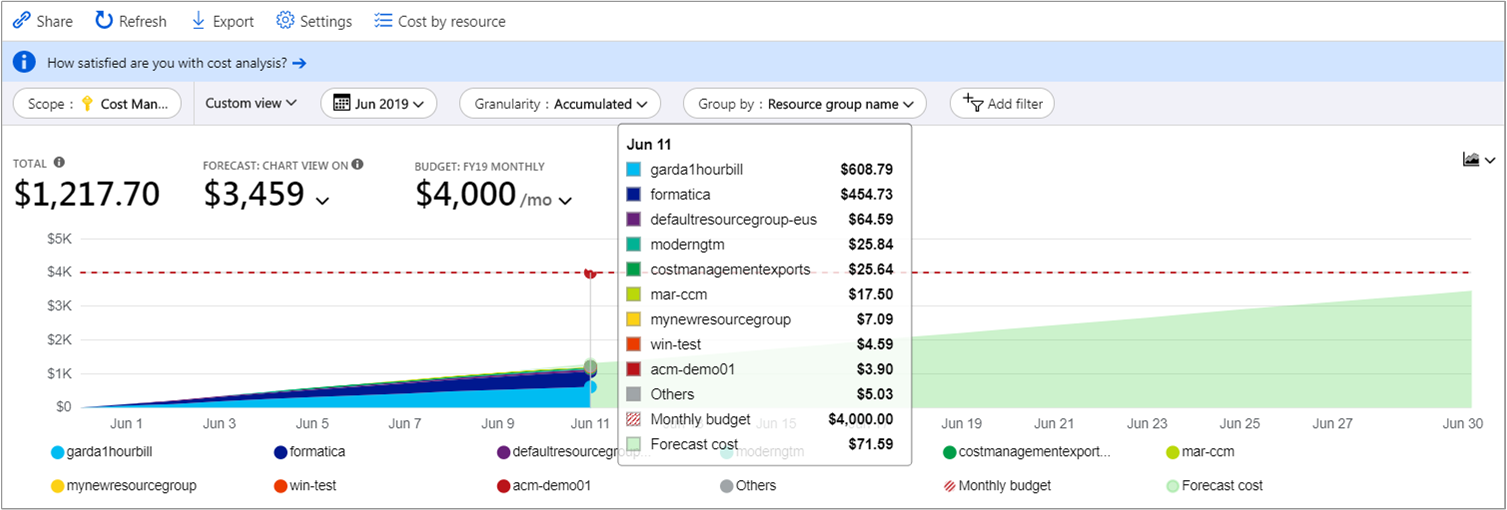 Share Refresh Export Settings Cost by resource
How satisfied are you with cost analysis? →
Scope : Cost Man... Custom view Jun 2019 Granularity : Accumulated Group by : Resource group name Add filter
TOTAL FORECAST: CHART VIEW ON BUDGET: FY19 MONTHLY
$1,217.70 $3,459 $4,000 /mo
Jun 11
garda1hourbill $608.79
formatica $454.73
defaultresourcegroup-eus $64.59
moderngtm $25.84
costmanagementexports $25.64
mar-ccm $17.50
mynewresourcegroup $7.09
win-test $4.59
acm-demo01 $3.90
Others $5.03
Monthly budget $4,000.00
Forecast cost $71.59
$5K
$4K
$3K
$2K
$1K
$0
Jun 1 Jun 3 Jun 5 Jun 7 Jun 9 Jun 11 Jun 15 Jun 19 Jun 21 Jun 23 Jun 25 Jun 27 Jun 30
garda1hourbill formatica defaultresourcegroup... moderngtm costmanagementexport... mar-ccm
mynewresourcegroup win-test acm-demo01 Others Monthly budget Forecast cost